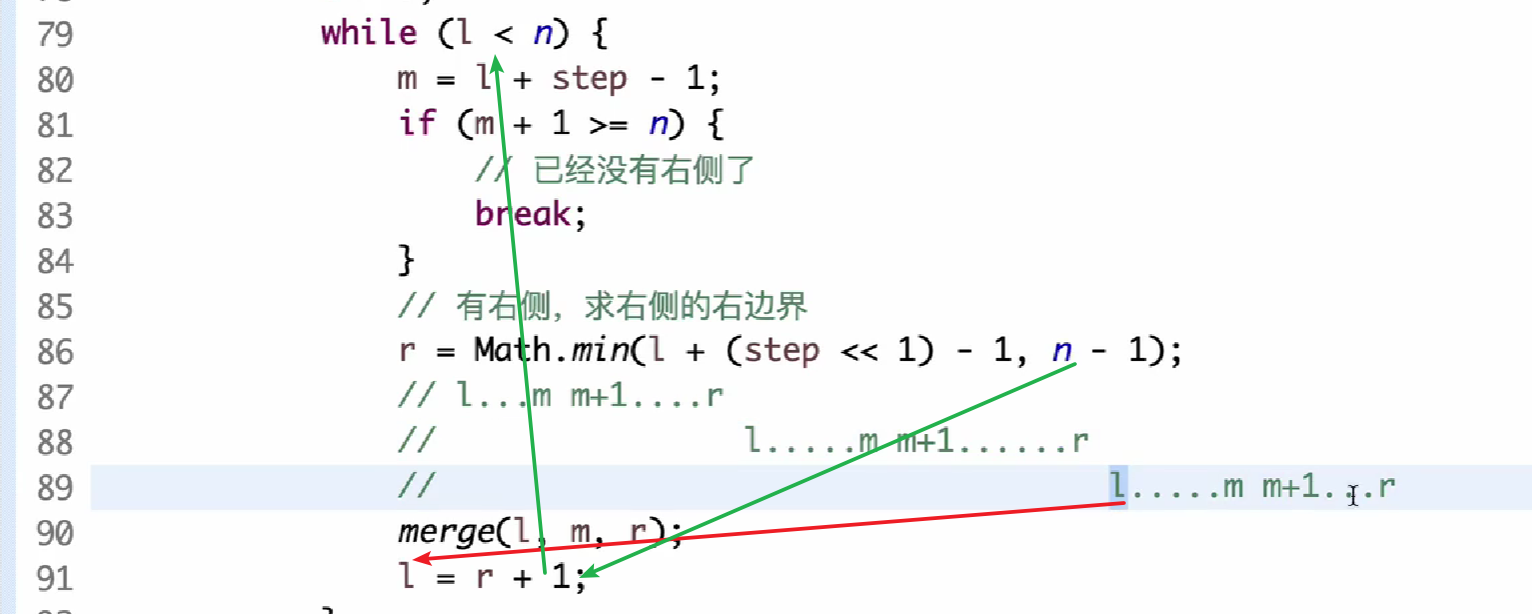 79 while (l < n) {
80 m = l + step - 1;
81 if (m + 1 >= n) {
82 // 已经没有右侧了
83 break;
84 }
85 // 有右侧，求右侧的右边界
86 r = Math.min(l + (step << 1) - 1, n - 1);
87 // l...m m+1....r
88 // l.....m m+1......r
89 // l.....m m+1....r
90 merge(l, m, r);
91 l = r + 1;